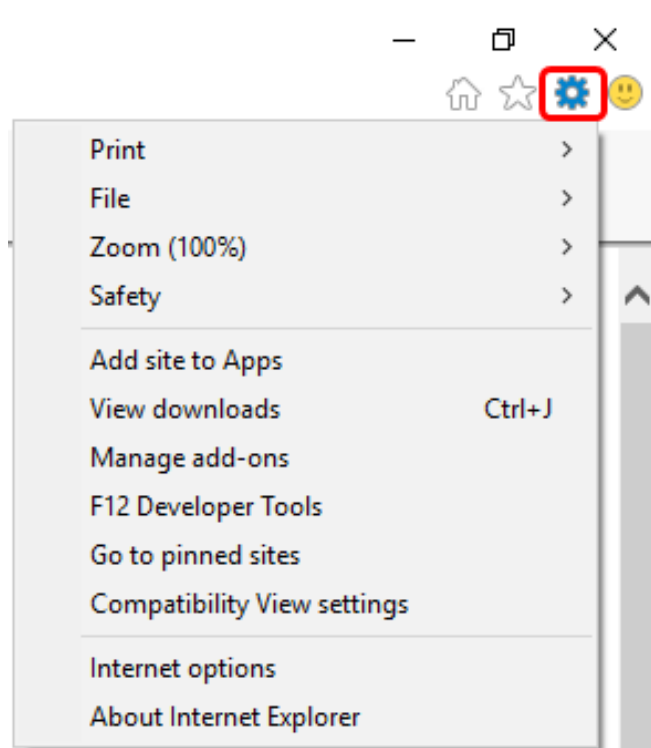 Print
File
Zoom (100%)
Safety
Add site to Apps
View downloads Ctrl+J
Manage add-ons
F12 Developer Tools
Go to pinned sites
Compatibility View settings
Internet options
About Internet Explorer